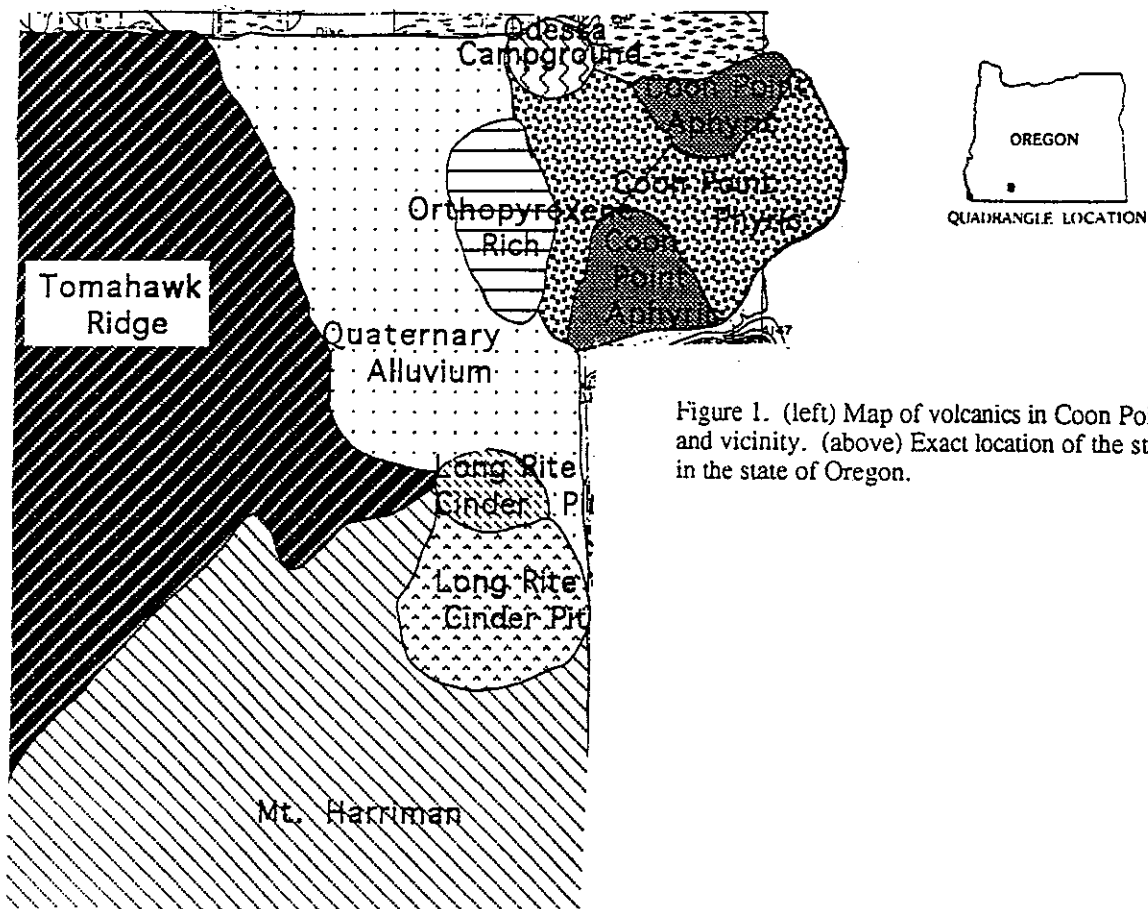 Odessa
Campground
Coon Point
Aphyric
Coon Point
Phyric
Orthopyroxene
Rich
Coon
Point
Aphyric
Tomahawk
Ridge
Quaternary
Alluvium
Long Rite
Cinder Pit
Long Rite
Cinder Pit
Mt. Harriman
OREGON
QUADRANGLE LOCATION
Figure 1. (left) Map of volcanics in Coon Po
and vicinity. (above) Exact location of the st
in the state of Oregon.